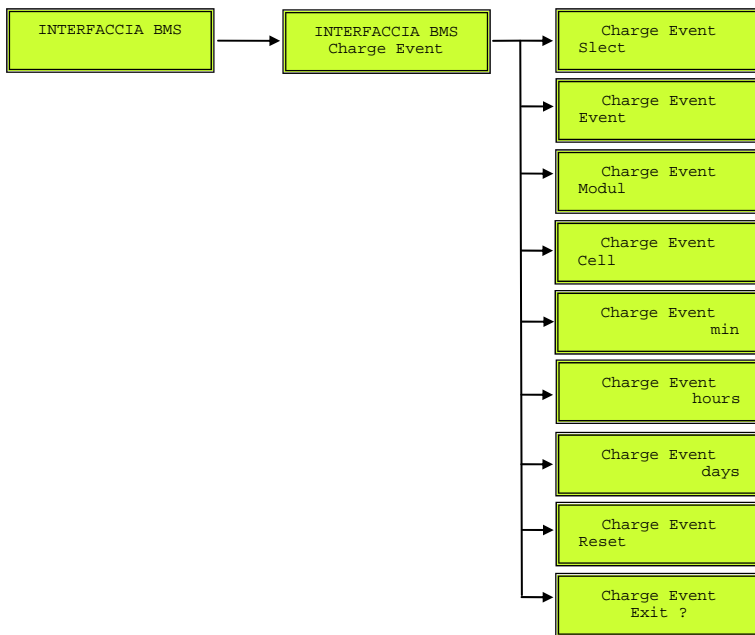 INTERFACCIA BMS
INTERFACCIA BMS
Charge Event
Charge Event
Slect
Charge Event
Event
Charge Event
Modul
Charge Event
Cell
Charge Event
min
Charge Event
hours
Charge Event
days
Charge Event
Reset
Charge Event
Exit ?